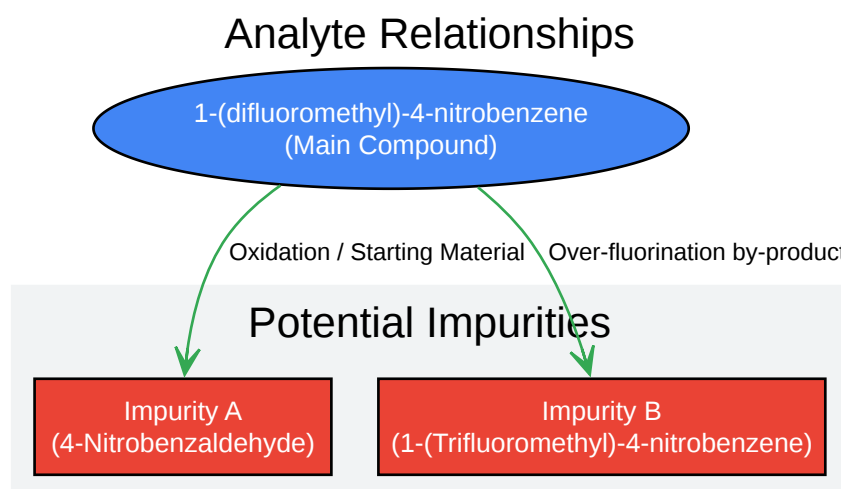 Analyte Relationships
1-(difluoromethyl)-4-nitrobenzene
(Main Compound)
Oxidation / Starting Material
Over-fluorination by-product
Potential Impurities
Impurity A
(4-Nitrobenzaldehyde)
Impurity B
(1-(Trifluoromethyl)-4-nitrobenzene)